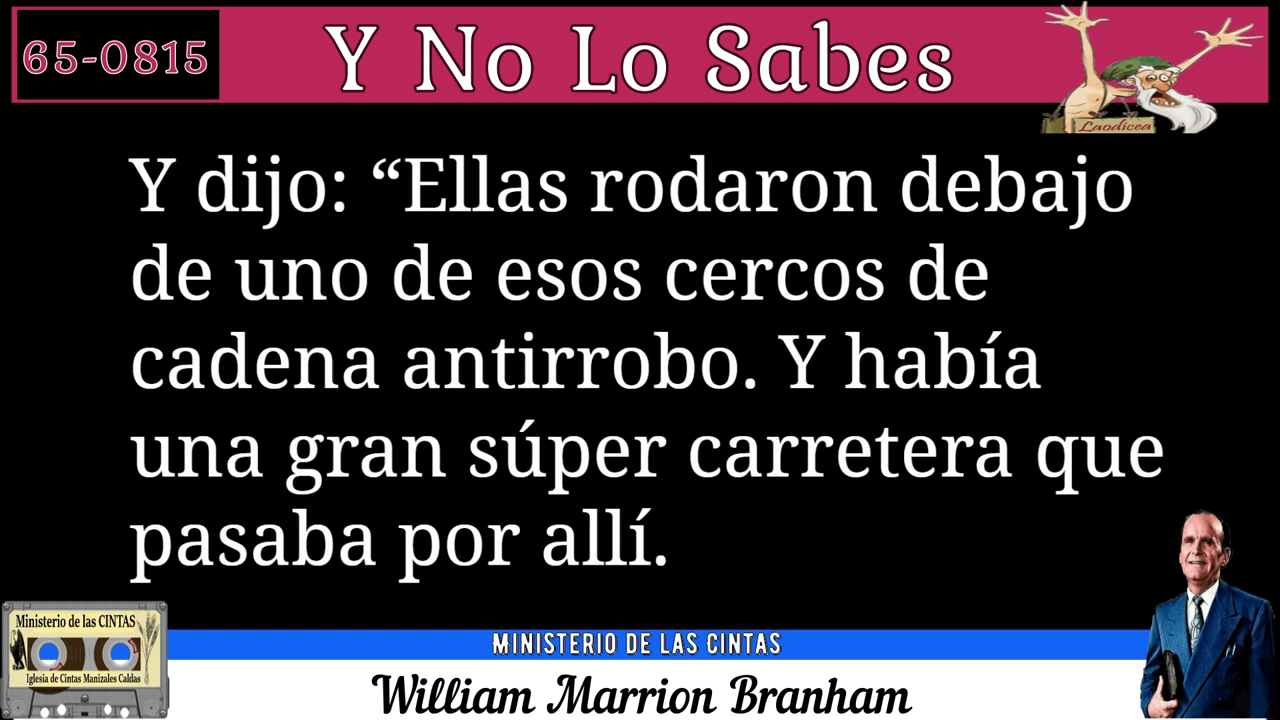 65-0815
Y No Lo Sabes
Laodicea
Y dijo: “Ellas rodaron debajo
de uno de esos cercos de
cadena antirrobo. Y había
una gran súper carretera que
pasaba por allí.
Ministerio de las CINTAS
Iglesia de Cintas Manizales Caldas
MINISTERIO DE LAS CINTAS
William Marrion Branham